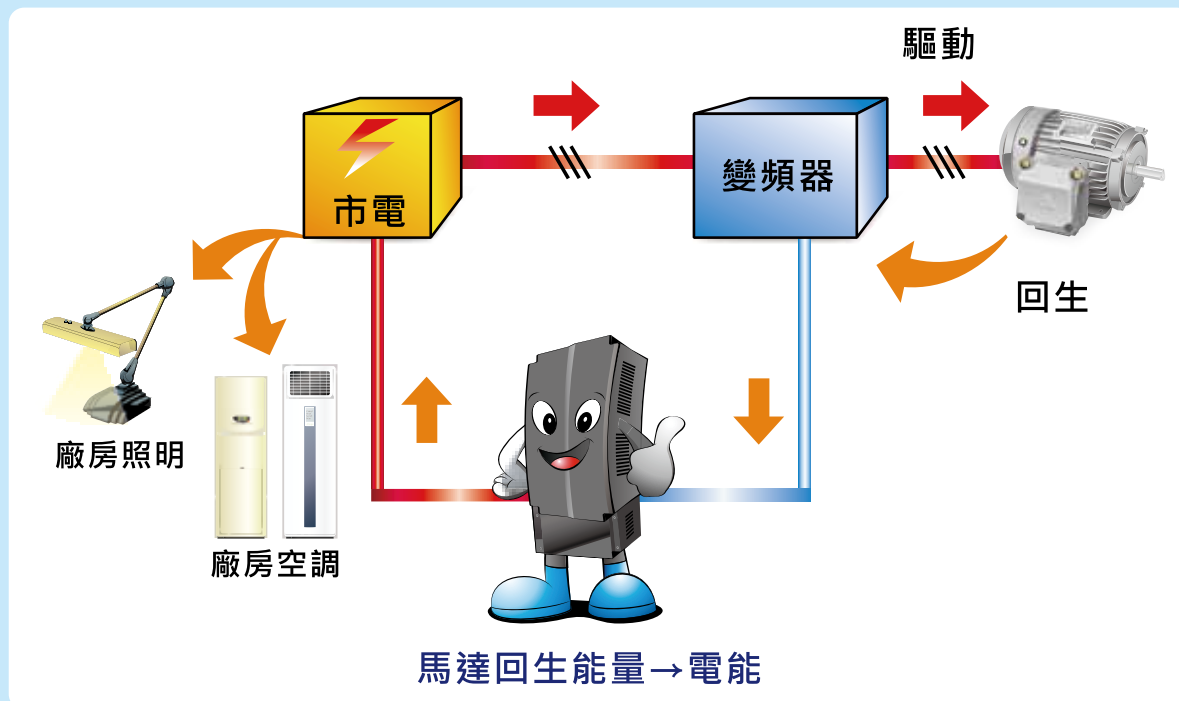 驅動
市電
變頻器
回生
廠房照明
廠房空調
馬達回生能量→電能